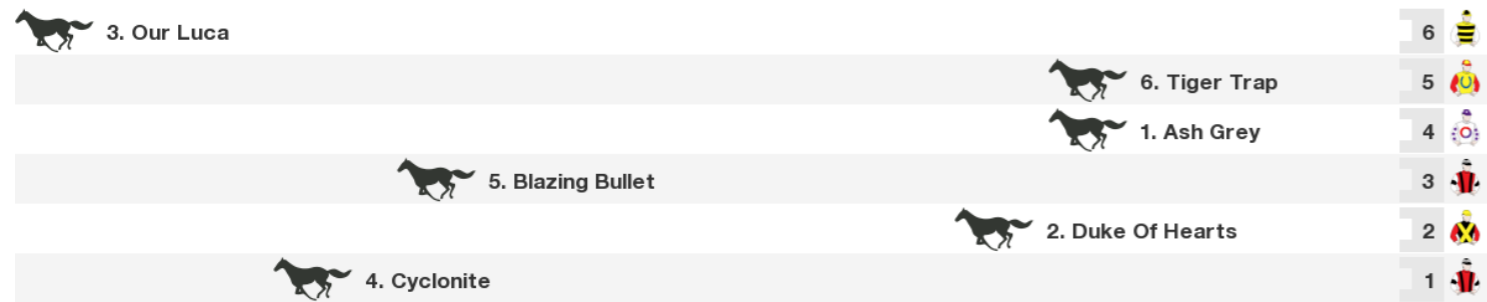 3. Our Luca 6
6. Tiger Trap 5
1. Ash Grey 4
5. Blazing Bullet 3
2. Duke Of Hearts 2
4. Cyclonite 1